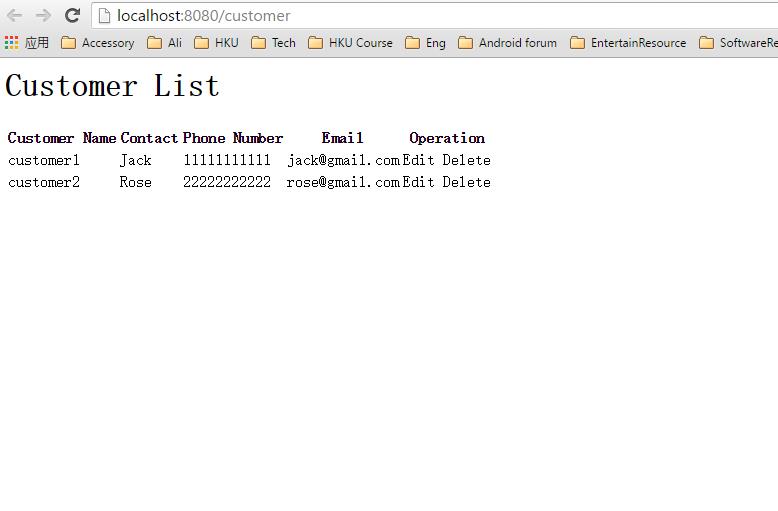 localhost:8080/customer
应用 Accessory Ali HKU Tech HKU Course Eng Android forum EntertainResource SoftwareRe
Customer List
Customer Name Contact Phone Number Email Operation
customer1 Jack 11111111111 jack@gmail.com Edit Delete
customer2 Rose 22222222222 rose@gmail.com Edit Delete